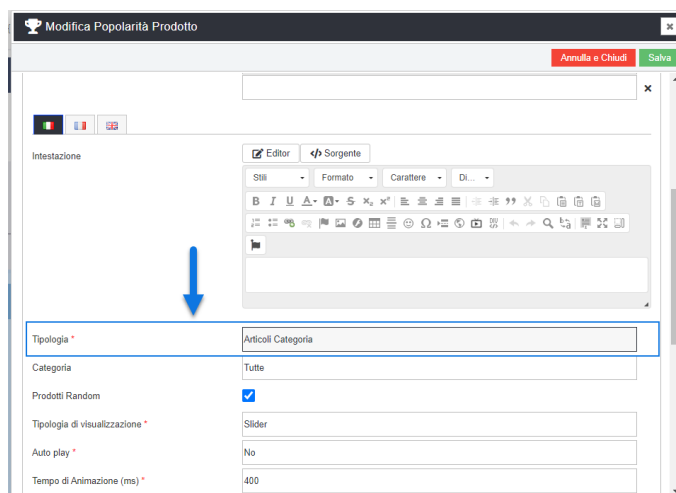 Modifica Popolarità Prodotto
Annulla e Chiudi Salva
Intestazione
Editor Sorgente
Stili Formato Carattere Di...
Tipologia * Articoli Categoria
Categoria Tutte
Prodotti Random
Tipologia di visualizzazione * Slider
Auto play * No
Tempo di Animazione (ms) * 400